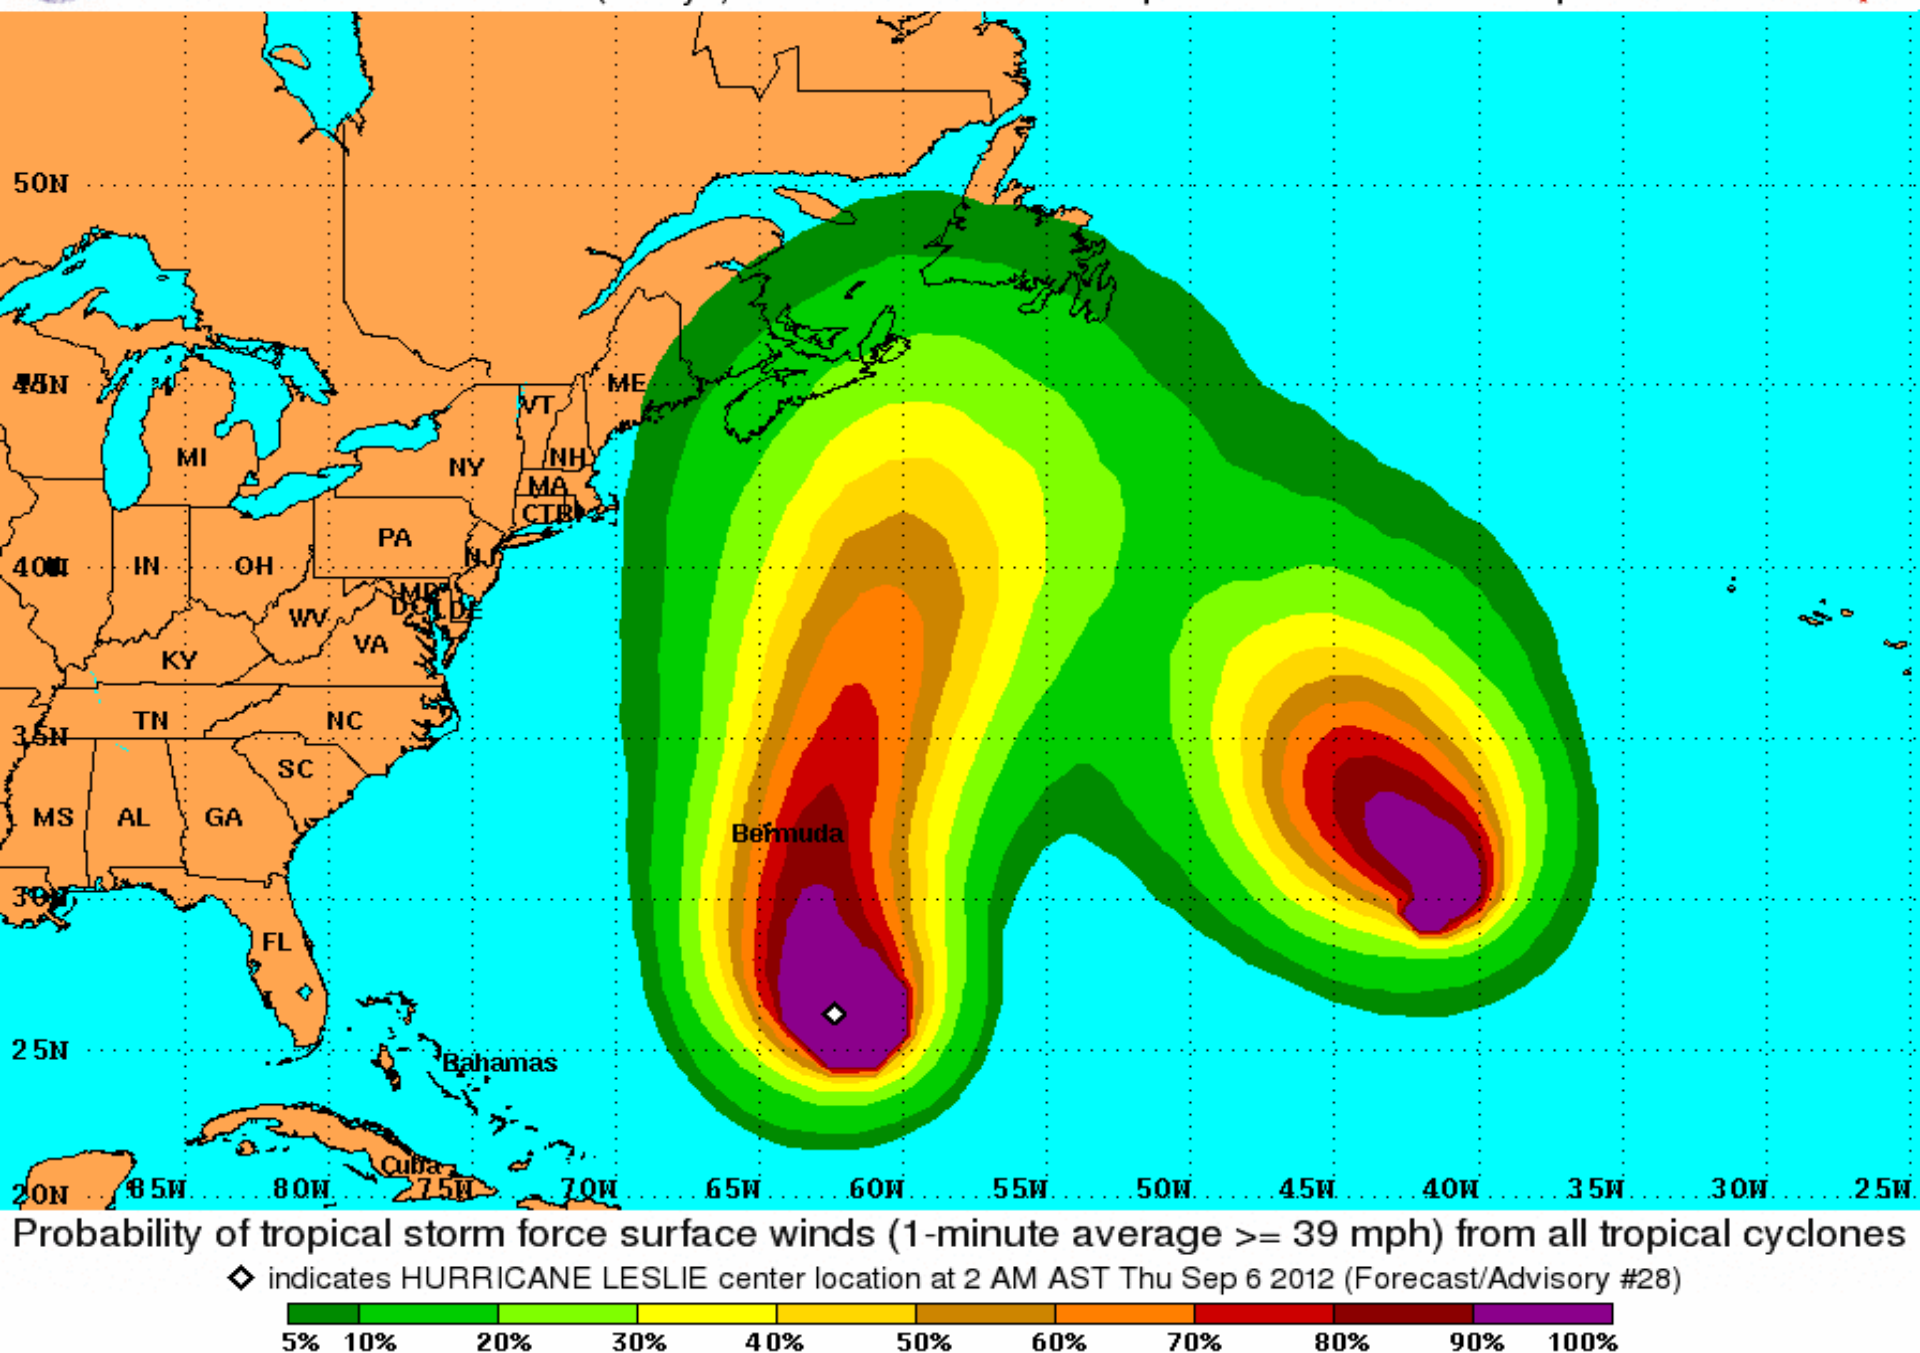 50N
45N
ME
VT
MI
NY
NH
MA
CTRI
PA
NJ
40N
IN
OH
MD
DC
DE
WV
VA
KY
TN
NC
35N
SC
MS
AL
GA
Bermuda
30N
FL
25N
Bahamas
Cuba
20N 85W 80W 75W 70W 65W 60W 55W 50W 45W 40W 35W 30W 25W
Probability of tropical storm force surface winds (1-minute average >= 39 mph) from all tropical cyclones
indicates HURRICANE LESLIE center location at 2 AM AST Thu Sep 6 2012 (Forecast/Advisory #28)
5% 10% 20% 30% 40% 50% 60% 70% 80% 90% 100%